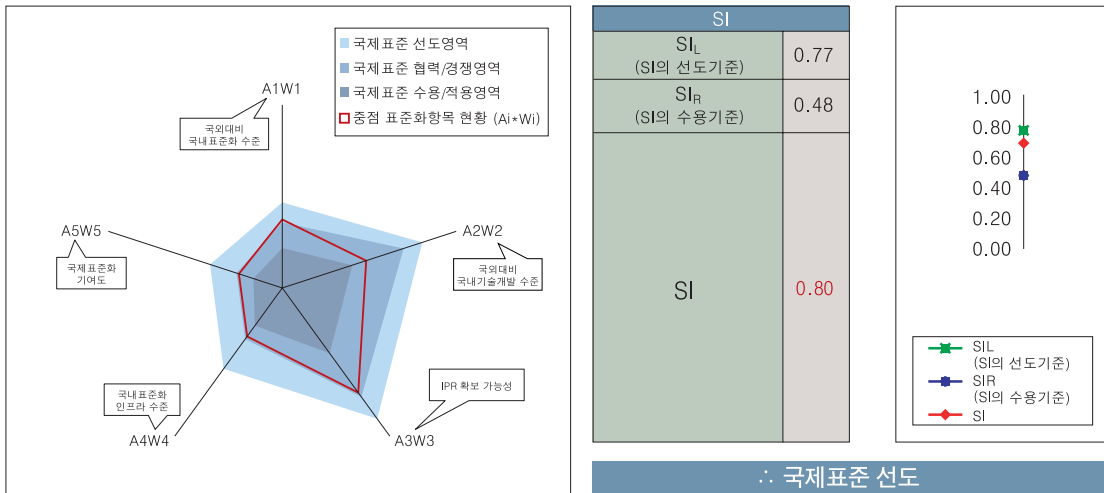 국제표준 선도영역
국제표준 협력/경쟁영역
국제표준 수용/적용영역
중점 표준화항목 현황 (Ai*Wi)
A1W1
국외대비
국내표준화 수준
A2W2
국외대비
국내기술개발 수준
A3W3
IPR 확보 가능성
A4W4
국내표준화
인프라 수준
A5W5
국제표준화
기여도
SI
SIL
(SI의 선도기준)
0.77
SIR
(SI의 수용기준)
0.48
SI
0.80
1.00
0.80
0.60
0.40
0.20
0.00
SIL
(SI의 선도기준)
SIR
(SI의 수용기준)
SI
∴ 국제표준 선도